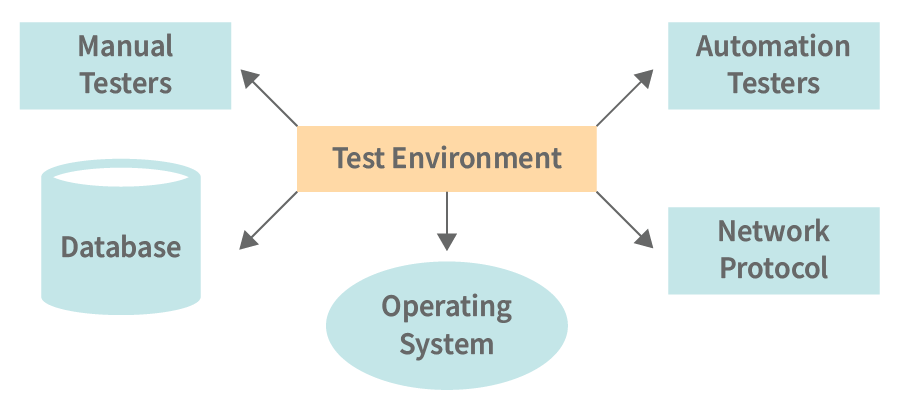 Manual
Testers
Automation
Testers
Test Environment
Database
Network
Protocol
Operating
System